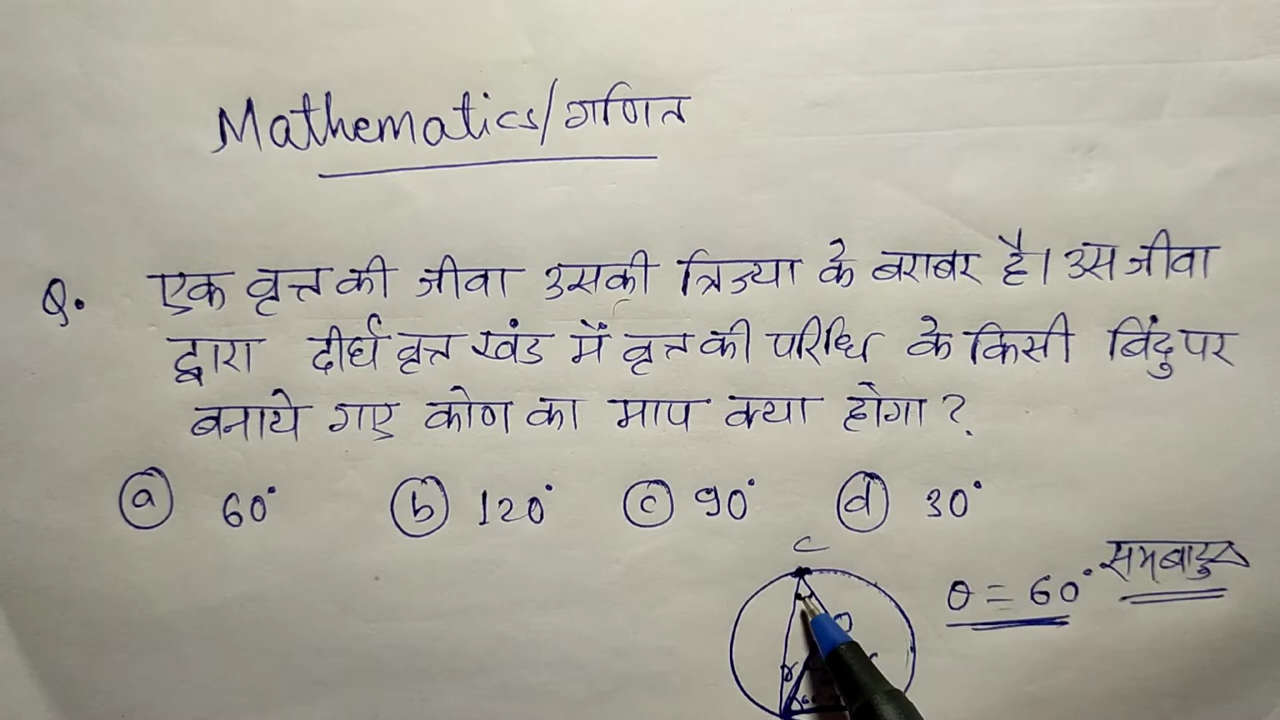 Mathematics/गणित
Q. एक वृत्त की जीवा उसकी त्रिज्या के बराबर है। उस जीवा
द्वारा दीर्घ वृत्त खंड में वृत्त की परिधि के किसी बिंदु पर
बनाये गए कोण का माप क्या होगा?
(a) 60° (b) 120° (c) 90° (d) 30°
C
θ = 60° समबाहु